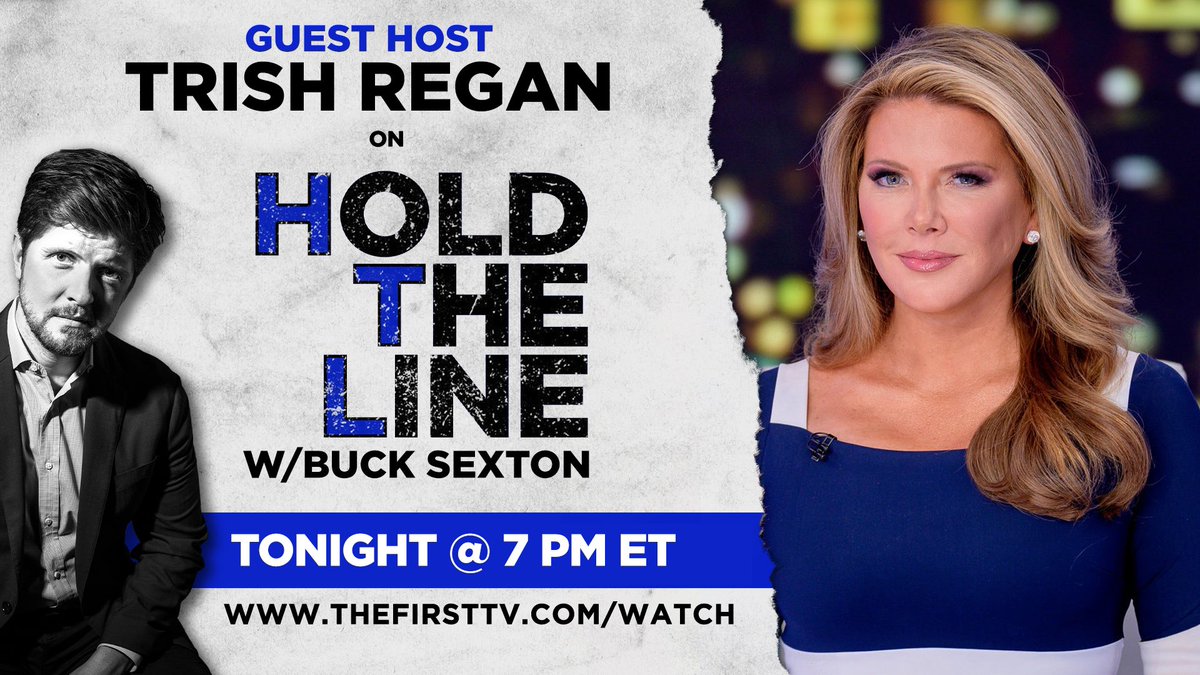 GUEST HOST
TRISH REGAN
ON
HOLD
THE
LINE
W/BUCK SEXTON
TONIGHT @ 7 PM ET
WWW.THEFIRSTTV.COM/WATCH